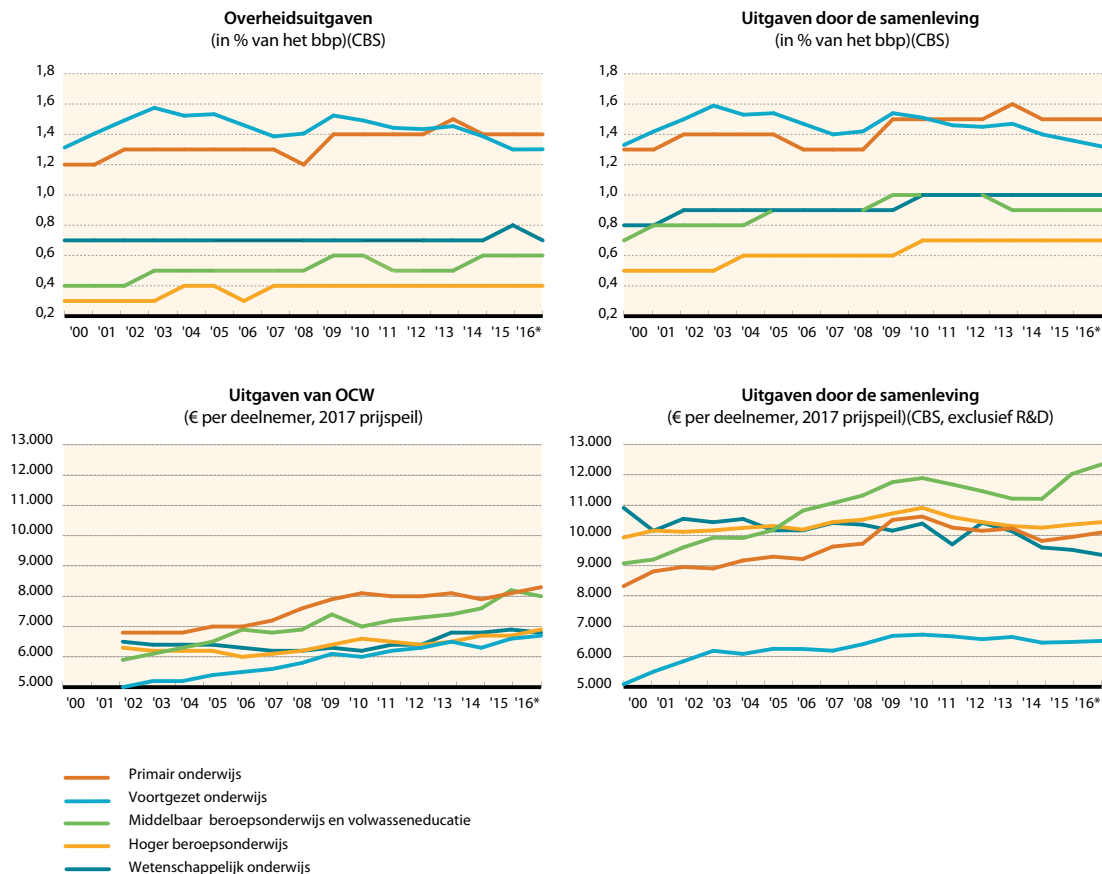 Overheidsuitgaven
(in % van het bbp)(CBS)
1,8
1,6
1,4
1,2
1,0
0,8
0,6
0,4
0,2
'00 '01 '02 '03 '04 '05 '06 '07 '08 '09 '10 '11 '12 '13 '14 '15 '16*
Uitgaven door de samenleving
(in % van het bbp)(CBS)
1,8
1,6
1,4
1,2
1,0
0,8
0,6
0,4
0,2
'00 '01 '02 '03 '04 '05 '06 '07 '08 '09 '10 '11 '12 '13 '14 '15 '16*
Uitgaven van OCW
(€ per deelnemer, 2017 prijspeil)
13.000
12.000
11.000
10.000
9.000
8.000
7.000
6.000
5.000
'00 '01 '02 '03 '04 '05 '06 '07 '08 '09 '10 '11 '12 '13 '14 '15 '16*
Uitgaven door de samenleving
(€ per deelnemer, 2017 prijspeil)(CBS, exclusief R&D)
13.000
12.000
11.000
10.000
9.000
8.000
7.000
6.000
5.000
'00 '01 '02 '03 '04 '05 '06 '07 '08 '09 '10 '11 '12 '13 '14 '15 '16*
Primair onderwijs
Voortgezet onderwijs
Middelbaar beroepsonderwijs en volwasseneducatie
Hoger beroepsonderwijs
Wetenschappelijk onderwijs